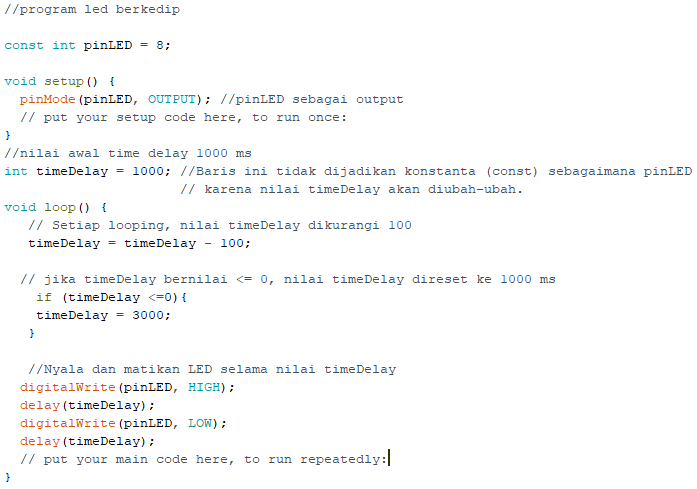 //program led berkedip
const int pinLED = 8;
void setup() {
pinMode(pinLED, OUTPUT); //pinLED sebagai output
// put your setup code here, to run once:
}
//nilai awal time delay 1000 ms
int timeDelay = 1000; //Baris ini tidak dijadikan konstanta (const) sebagaimana pinLED
// karena nilai timeDelay akan diubah-ubah.
void loop() {
// Setiap looping, nilai timeDelay dikurangi 100
timeDelay = timeDelay - 100;
// jika timeDelay bernilai <= 0, nilai timeDelay direset ke 1000 ms
if (timeDelay <=0){
timeDelay = 3000;
}
//Nyala dan matikan LED selama nilai timeDelay
digitalWrite(pinLED, HIGH);
delay(timeDelay);
digitalWrite(pinLED, LOW);
delay(timeDelay);
// put your main code here, to run repeatedly:
}